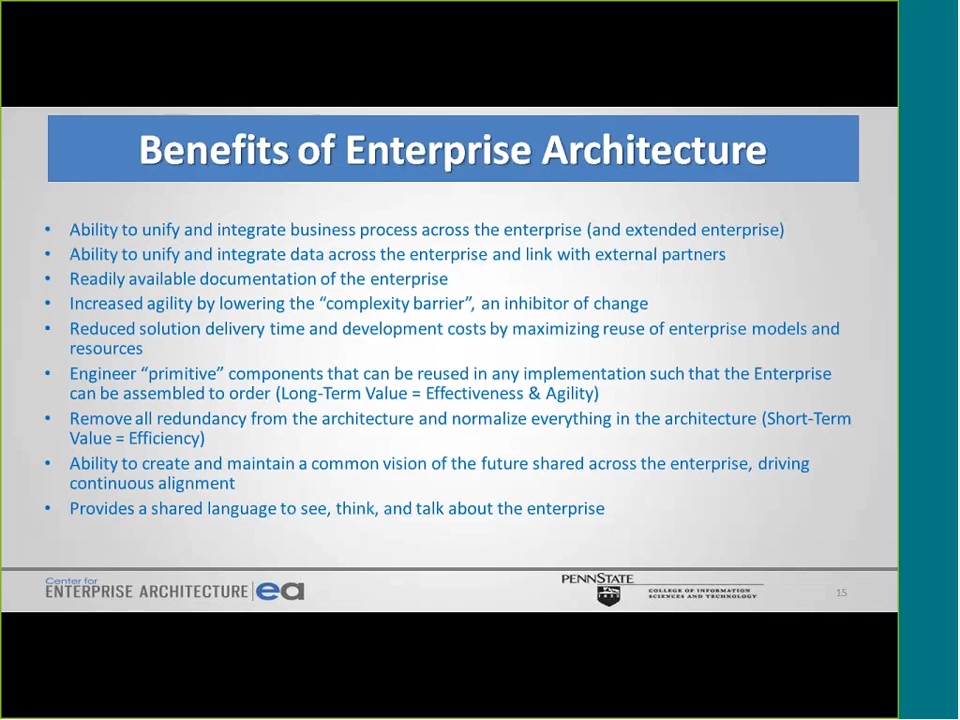 Benefits of Enterprise Architecture
• Ability to unify and integrate business process across the enterprise (and extended enterprise)
• Ability to unify and integrate data across the enterprise and link with external partners
• Readily available documentation of the enterprise
• Increased agility by lowering the “complexity barrier”, an inhibitor of change
• Reduced solution delivery time and development costs by maximizing reuse of enterprise models and
resources
• Engineer “primitive” components that can be reused in any implementation such that the Enterprise
can be assembled to order (Long-Term Value = Effectiveness & Agility)
• Remove all redundancy from the architecture and normalize everything in the architecture (Short-Term
Value = Efficiency)
• Ability to create and maintain a common vision of the future shared across the enterprise, driving
continuous alignment
• Provides a shared language to see, think, and talk about the enterprise
Center for
ENTERPRISE ARCHITECTURE ea
PENNSTATE
COLLEGE OF INFORMATION
SCIENCES AND TECHNOLOGY
15